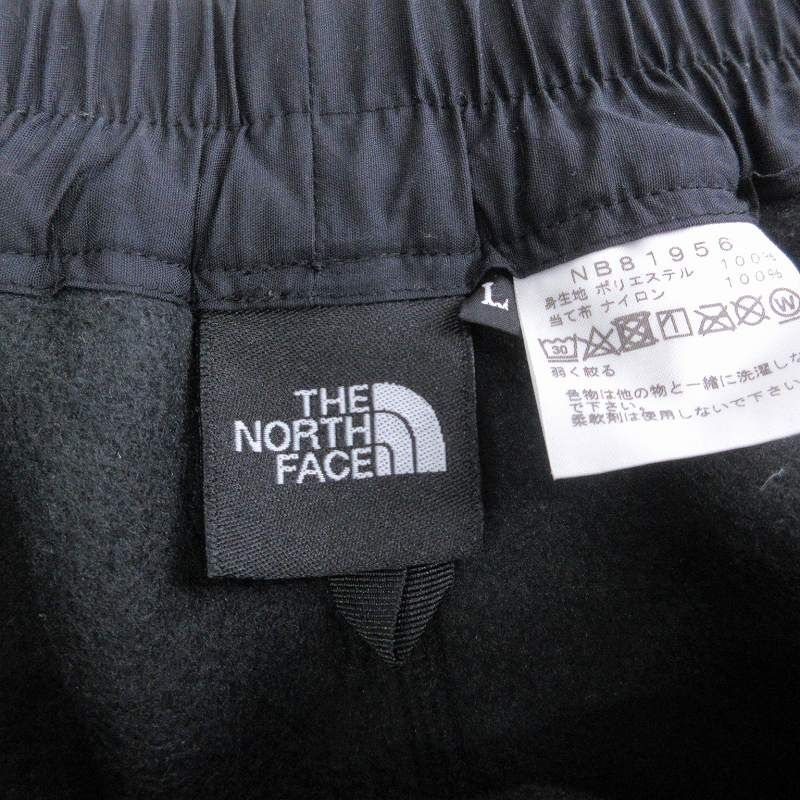 THE
NORTH
FACE
L
NB81956
身生地 ポリエステル 100%
当て布 ナイロン 100%
30
W
弱く絞る
色物は他の物と一緒に洗濯しな
で下さい。
柔軟剤は使用しないで下さい